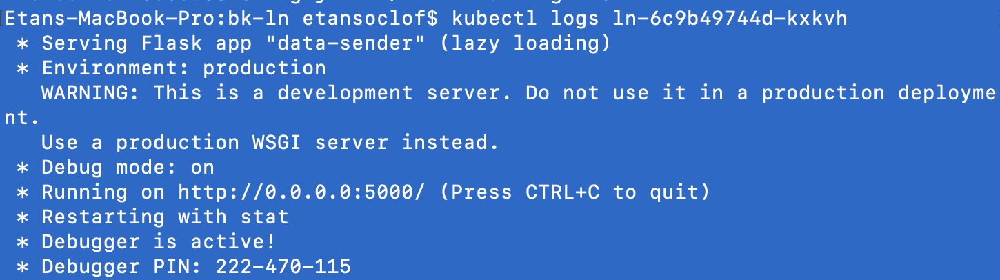 Etans-MacBook-Pro:bk-ln etansoclof$ kubectl logs ln-6c9b49744d-kxkvh
 * Serving Flask app "data-sender" (lazy loading)
 * Environment: production
   WARNING: This is a development server. Do not use it in a production deployme
nt.
   Use a production WSGI server instead.
 * Debug mode: on
 * Running on http://0.0.0.0:5000/ (Press CTRL+C to quit)
 * Restarting with stat
 * Debugger is active!
 * Debugger PIN: 222-470-115